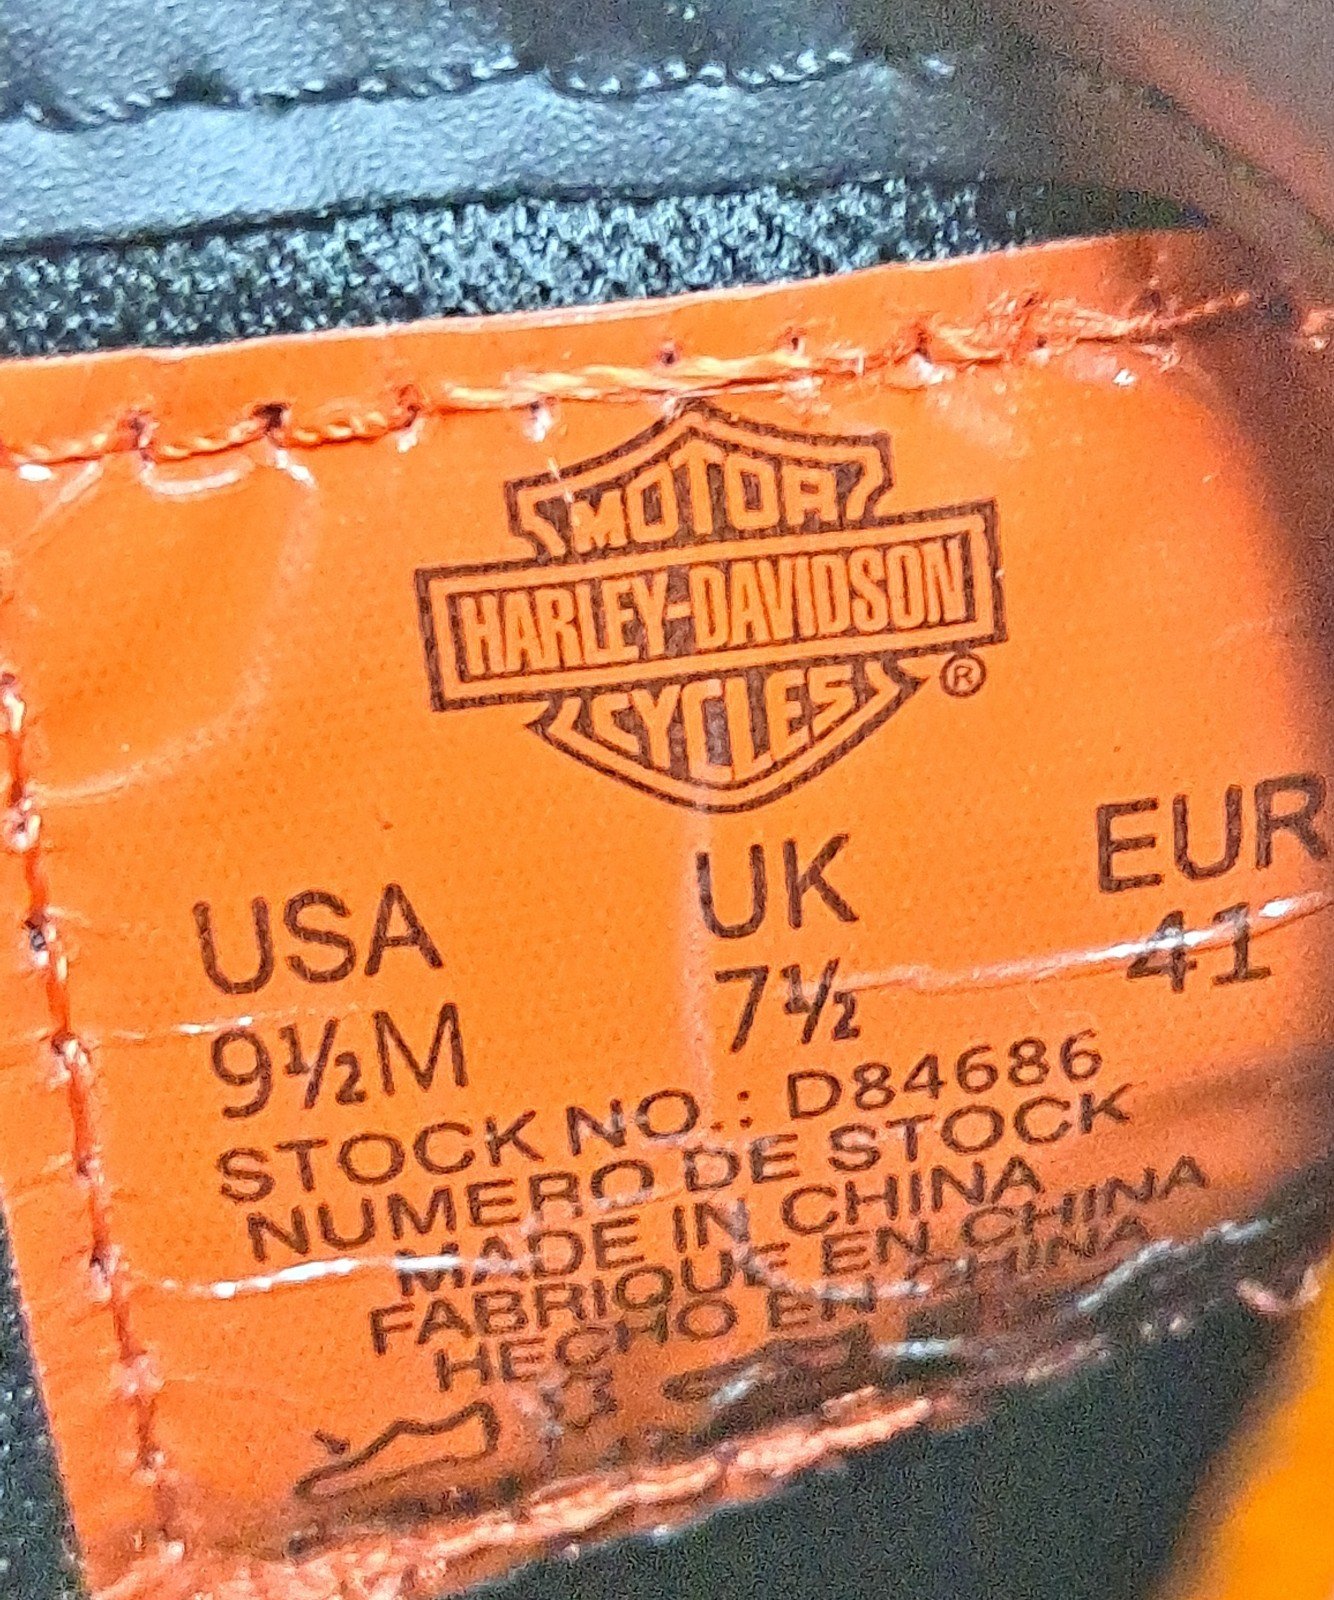 MOTOR
HARLEY-DAVIDSON
CYCLES ®
USA UK EUR
9½M 7½ 41
STOCK NO.: D84686
NUMERO DE STOCK
MADE IN CHINA
FABRIQUE EN CHINA
HECHO EN CHINA